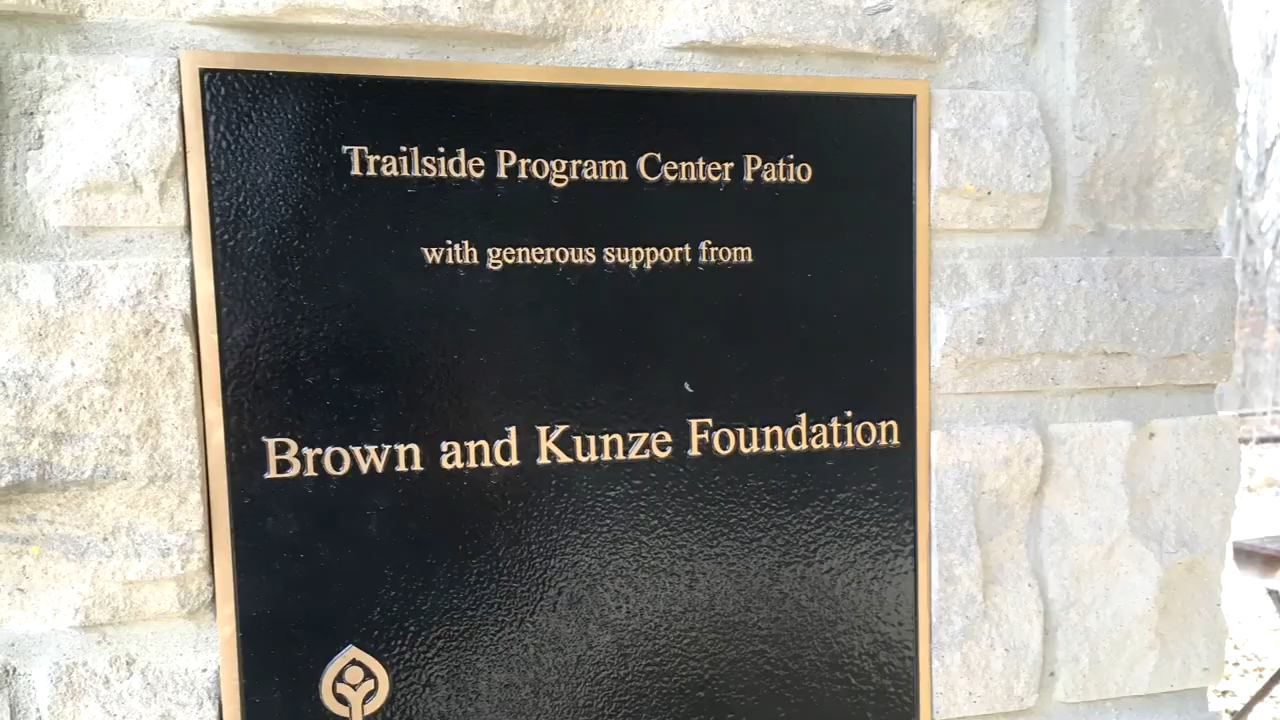 Trailside Program Center Patio
with generous support from
Brown and Kunze Foundation